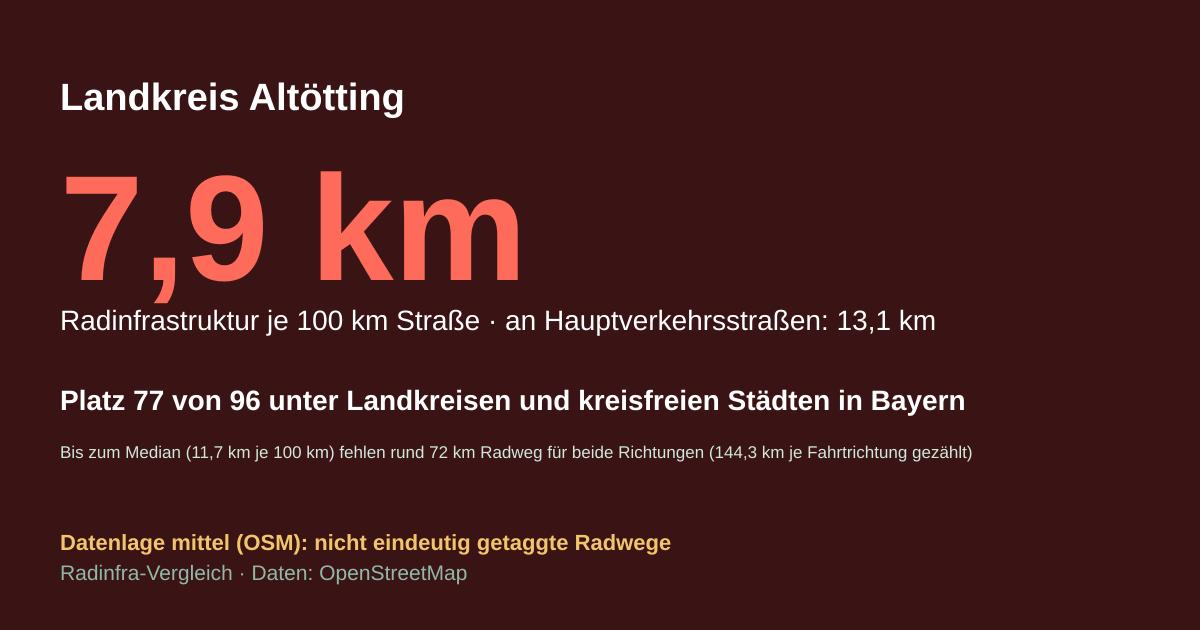 Landkreis Altötting
7,9 km
Radinfrastruktur je 100 km Straße · an Hauptverkehrsstraßen: 13,1 km
Platz 77 von 96 unter Landkreisen und kreisfreien Städten in Bayern
Bis zum Median (11,7 km je 100 km) fehlen rund 72 km Radweg für beide Richtungen (144,3 km je Fahrtrichtung gezählt)
Datenlage mittel (OSM): nicht eindeutig getaggte Radwege
Radinfra-Vergleich · Daten: OpenStreetMap